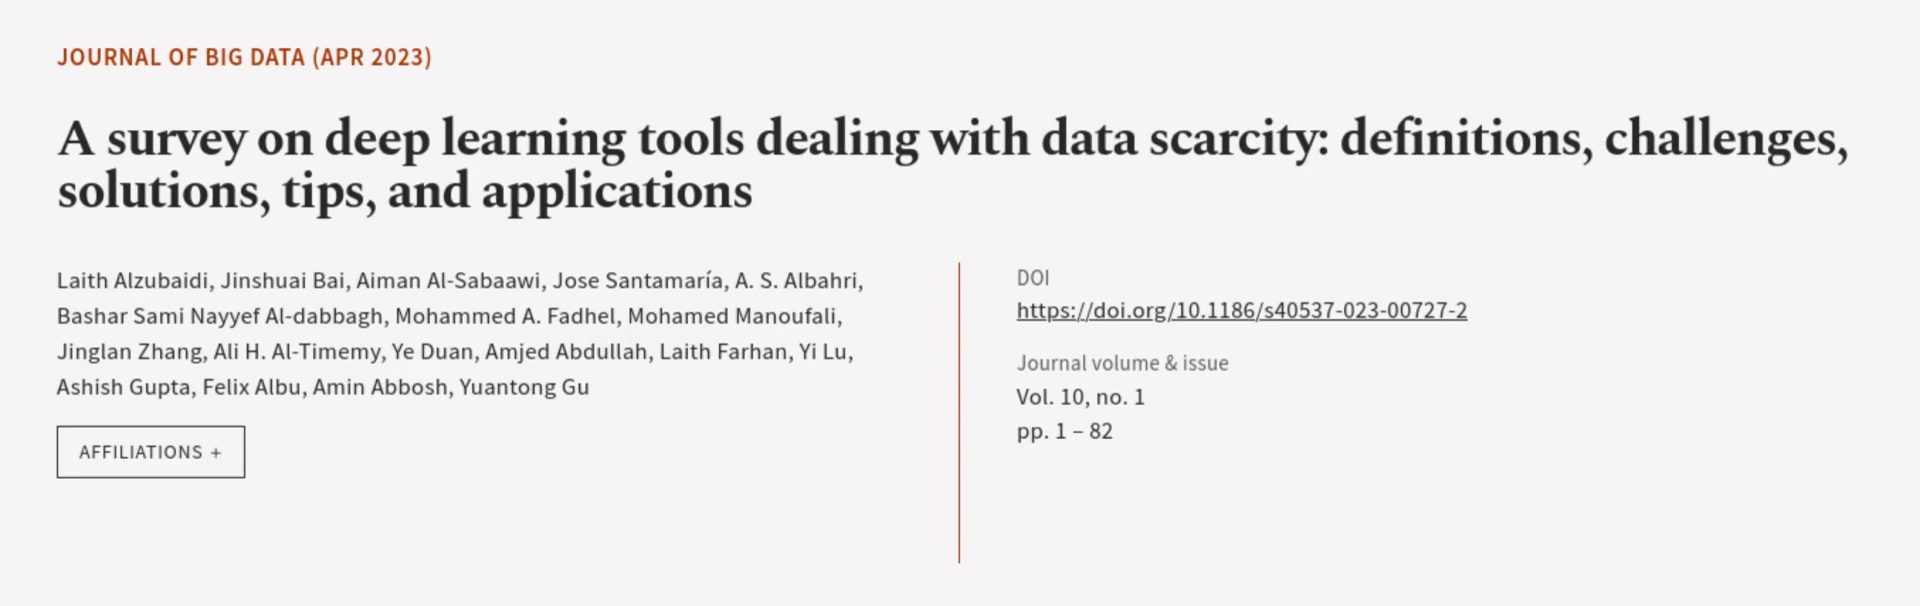 JOURNAL OF BIG DATA (APR 2023)
A survey on deep learning tools dealing with data scarcity: definitions, challenges,
solutions, tips, and applications
Laith Alzubaidi, Jinshuai Bai, Aiman Al-Sabaawi, Jose Santamaría, A. S. Albahri,
Bashar Sami Nayyef Al-dabbagh, Mohammed A. Fadhel, Mohamed Manoufali,
Jinglan Zhang, Ali H. Al-Timemy, Ye Duan, Amjed Abdullah, Laith Farhan, Yi Lu,
Ashish Gupta, Felix Albu, Amin Abbosh, Yuantong Gu
AFFILIATIONS +
DOI
https://doi.org/10.1186/s40537-023-00727-2
Journal volume & issue
Vol. 10, no. 1
pp. 1 – 82